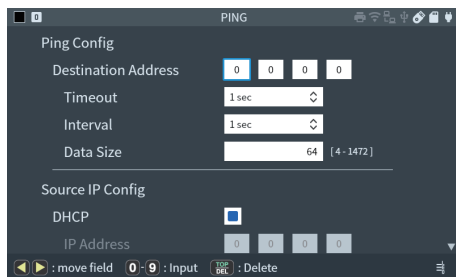 0 PING
Ping Config
Destination Address 0 0 0 0
Timeout 1 sec
Interval 1 sec
Data Size 64 [ 4 - 1472 ]
Source IP Config
DHCP
IP Address 0 0 0 0
: move field 0 - 9 : Input TOP DEL : Delete